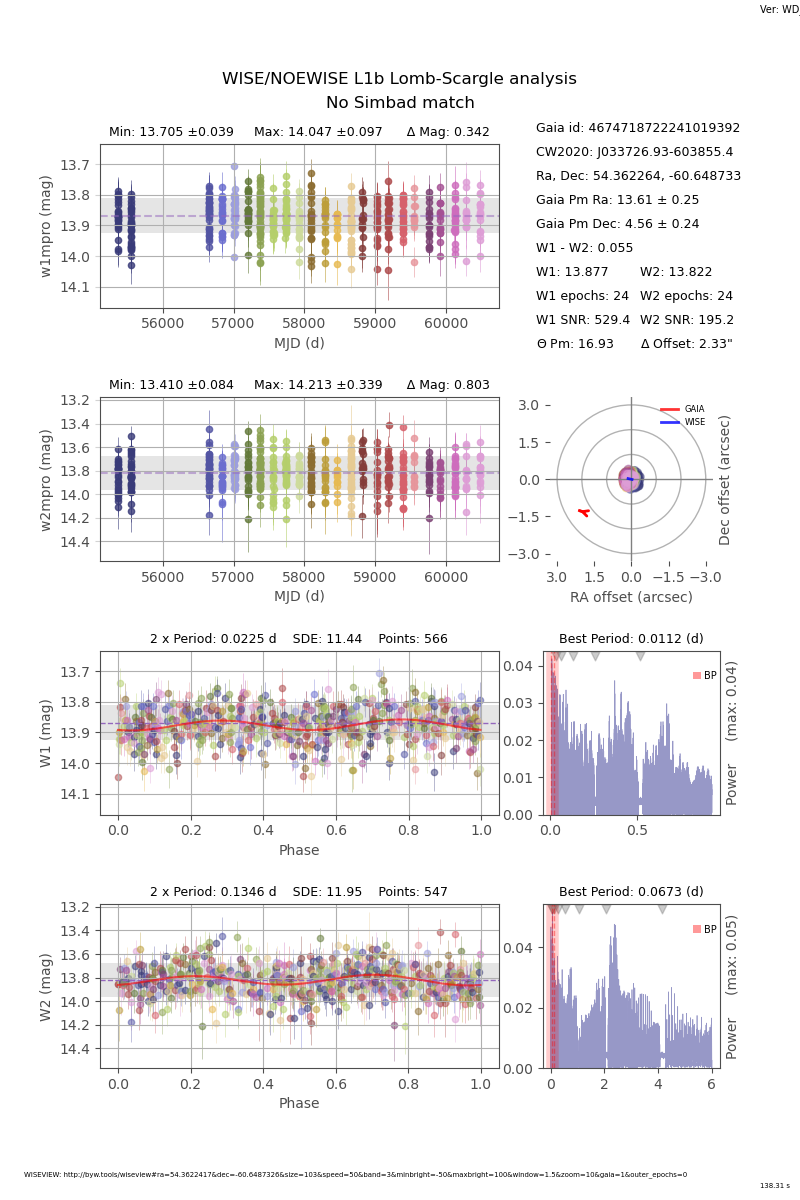 Ver: WD
WISE/NOEWISE L1b Lomb-Scargle analysis
No Simbad match
Min: 13.705 ±0.039 Max: 14.047 ±0.097 Δ Mag: 0.342
13.7
13.8
13.9
14.0
14.1
w1mpro (mag)
56000 57000 58000 59000 60000
MJD (d)
Gaia id: 4674718722241019392
CW2020: J033726.93-603855.4
Ra, Dec: 54.362264, -60.648733
Gaia Pm Ra: 13.61 ± 0.25
Gaia Pm Dec: 4.56 ± 0.24
W1 - W2: 0.055
W1: 13.877 W2: 13.822
W1 epochs: 24 W2 epochs: 24
W1 SNR: 529.4 W2 SNR: 195.2
Θ Pm: 16.93 Δ Offset: 2.33"
Min: 13.410 ±0.084 Max: 14.213 ±0.339 Δ Mag: 0.803
13.2
13.4
13.6
13.8
14.0
14.2
14.4
w2mpro (mag)
56000 57000 58000 59000 60000
MJD (d)
GAIA
WISE
3.0
1.5
0.0
−1.5
−3.0
3.0 1.5 0.0 −1.5 −3.0
RA offset (arcsec)
Dec offset (arcsec)
2 x Period: 0.0225 d SDE: 11.44 Points: 566
13.7
13.8
13.9
14.0
14.1
W1 (mag)
0.0 0.2 0.4 0.6 0.8 1.0
Phase
Best Period: 0.0112 (d)
BP
0.04
0.03
0.02
0.01
0.00
0.0 0.5
Power (max: 0.04)
2 x Period: 0.1346 d SDE: 11.95 Points: 547
13.2
13.4
13.6
13.8
14.0
14.2
14.4
W2 (mag)
0.0 0.2 0.4 0.6 0.8 1.0
Phase
Best Period: 0.0673 (d)
BP
0.04
0.02
0.00
0 2 4 6
Power (max: 0.05)
WISEVIEW: http://byw.tools/wiseview#ra=54.3622417&dec=-60.6487326&size=103&speed=50&band=3&minbright=-50&maxbright=100&window=1.5&zoom=10&gaia=1&outer_epochs=0
138.31 s